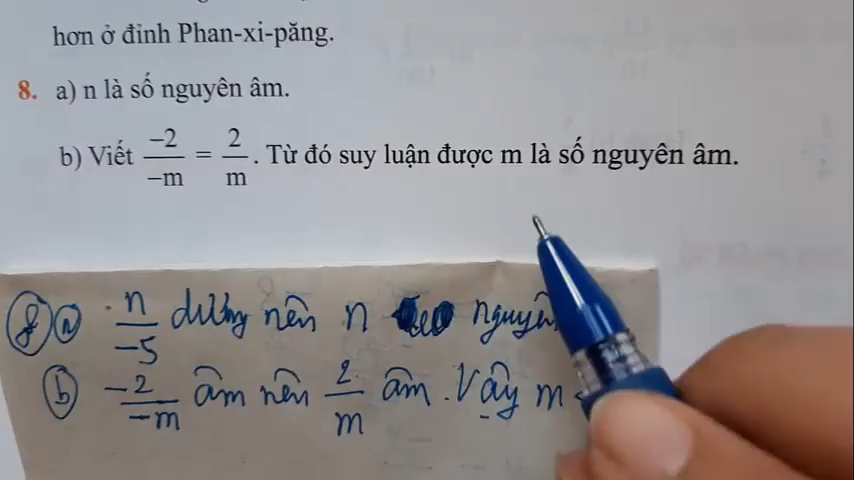 hơn ở đỉnh Phan-xi-păng.
8. a) n là số nguyên âm.
b) Viết -2/-m = 2/m. Từ đó suy luận được m là số nguyên âm.
8 a n/-5 dương nên n nguyên
b -2/-m âm nên 2/m âm. Vậy m